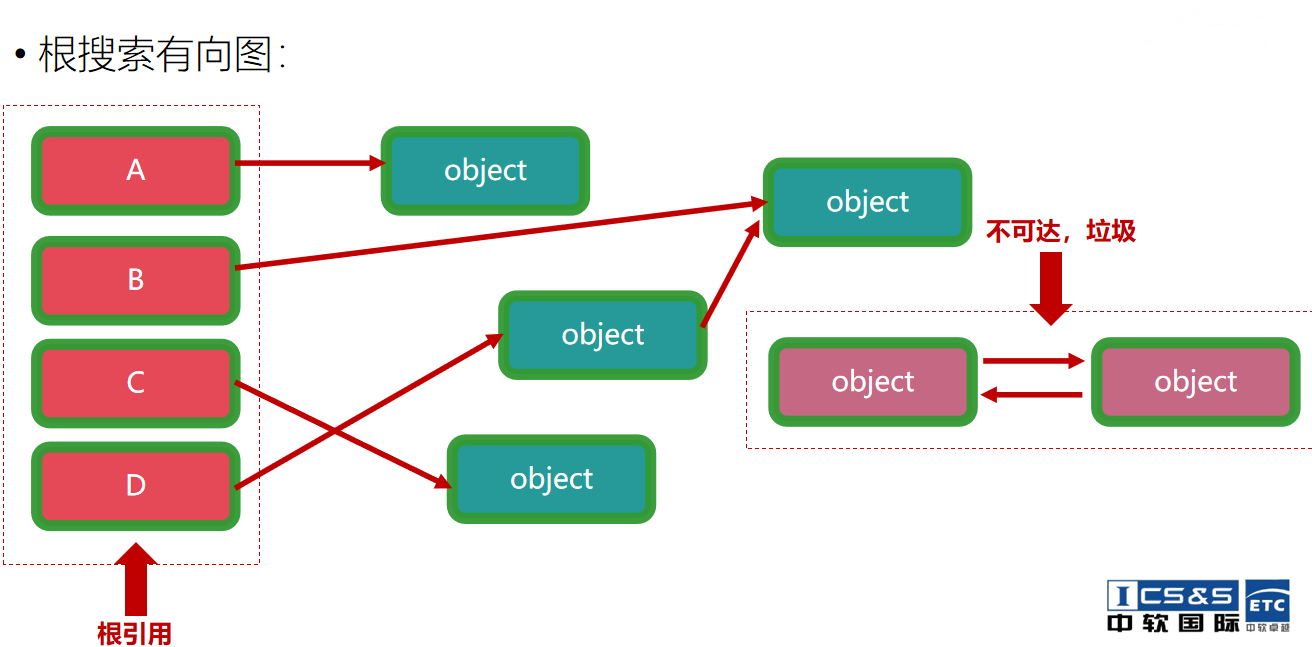 • 根搜索有向图：
A
object
B
object
不可达，垃圾
object
C
object
object
D
object
根引用
ICS&S
ETC
中软国际
中软卓越